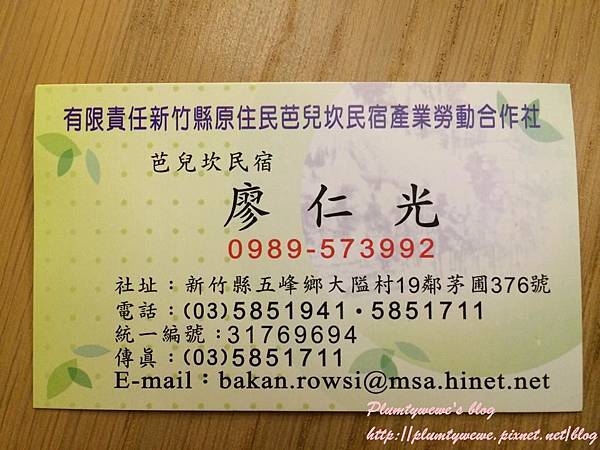 有限責任新竹縣原住民芭兒坎民宿產業勞動合作社
芭兒坎民宿
廖仁光
0989-573992
社址：新竹縣五峰鄉大隘村19鄰茅圃376號
電話：(03)5851941·5851711
統一編號：31769694
傳真：(03)5851711
E-mail：bakan.rowsi@msa.hinet.net
Plumtywewe's blog
http://plumtywewe.pixnet.net/blog